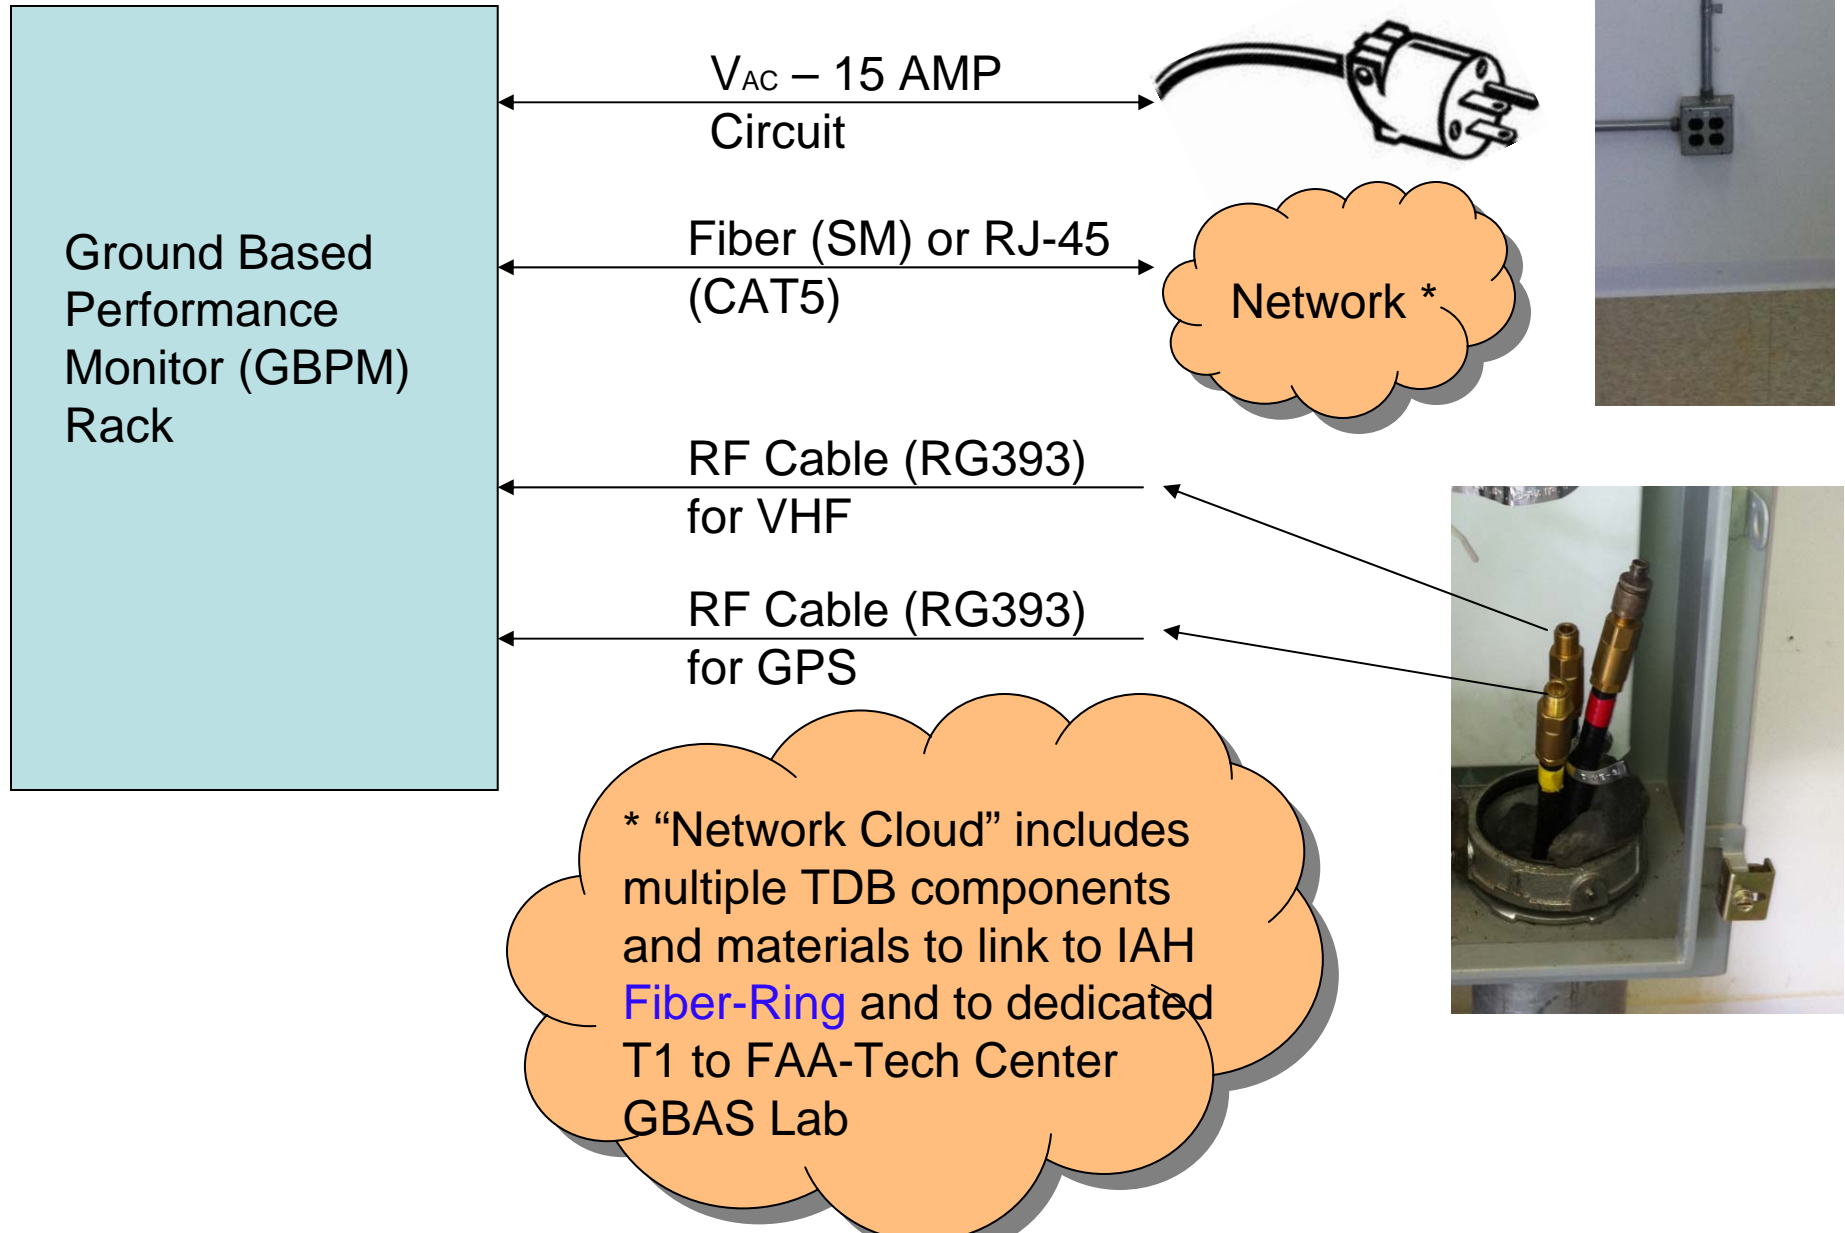 Ground Based
Performance
Monitor (GBPM)
Rack
VAC – 15 AMP
Circuit
Fiber (SM) or RJ-45
(CAT5)
Network *
RF Cable (RG393)
for VHF
RF Cable (RG393)
for GPS
* “Network Cloud” includes
multiple TDB components
and materials to link to IAH
Fiber-Ring and to dedicated
T1 to FAA-Tech Center
GBAS Lab